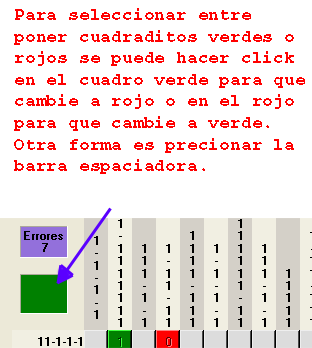 Para seleccionar entre
poner cuadraditos verdes o
rojos se puede hacer click
en el cuadro verde para que
cambie a rojo o en el rojo
para que cambie a verde.
Otra forma es precionar la
barra espaciadora.
Errores
7
11-1-1-1 1 0